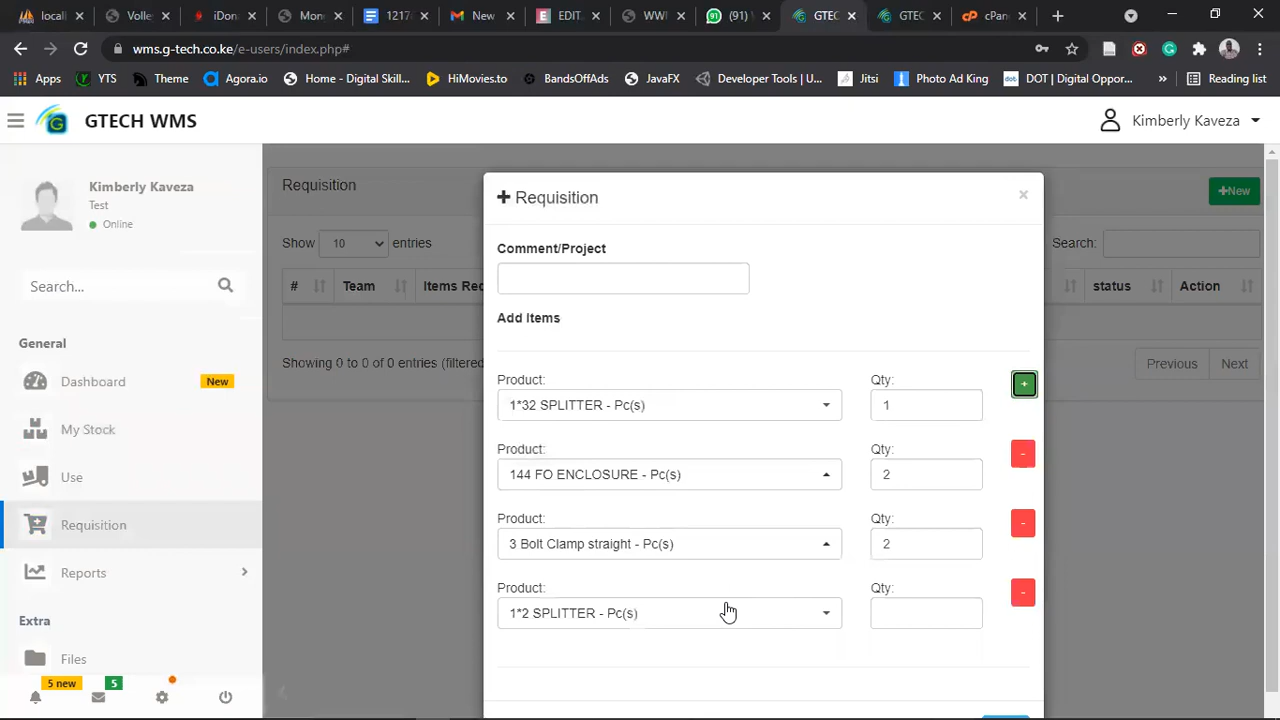 locali
Volley
iDon
Mon
1217
New
EDIT
WWI
(91) V
GTEC
GTEC
cPan
wms.g-tech.co.ke/e-users/index.php#
Apps
YTS
Theme
Agora.io
Home - Digital Skill...
HiMovies.to
BandsOffAds
JavaFX
Developer Tools | U...
Jitsi
Photo Ad King
DOT | Digital Oppor...
»
Reading list
GTECH WMS
Kimberly Kaveza
Kimberly Kaveza
Test
Online
Search...
General
Dashboard
New
My Stock
Use
Requisition
Reports
Extra
Files
5 new
5
Requisition
+New
Show 10 entries
Search:
# Team Items Req status Action
Showing 0 to 0 of 0 entries (filtered
Previous Next
+ Requisition
×
Comment/Project
Add Items
Product: Qty:
1*32 SPLITTER - Pc(s) 1 +
Product: Qty:
144 FO ENCLOSURE - Pc(s) 2 -
Product: Qty:
3 Bolt Clamp straight - Pc(s) 2 -
Product: Qty:
1*2 SPLITTER - Pc(s) -